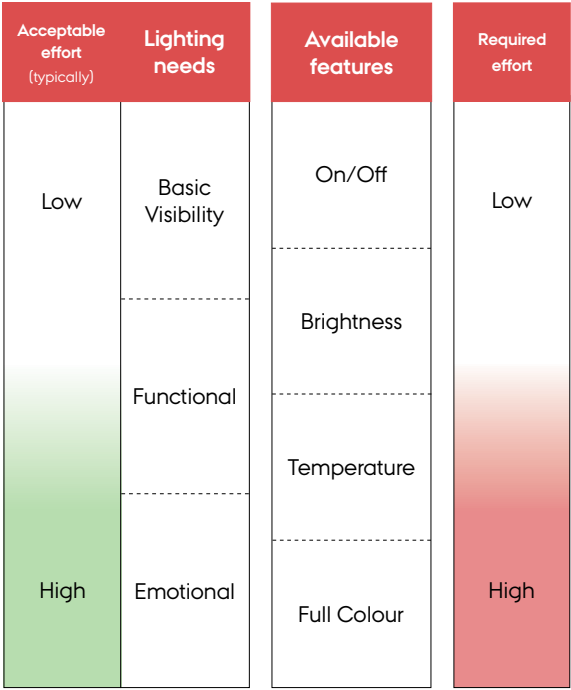 Acceptable
effort
(typically)
Lighting
needs
Available
features
Required
effort
Low
Basic
Visibility
On/Off
Low
Brightness
Functional
Temperature
High
Emotional
Full Colour
High